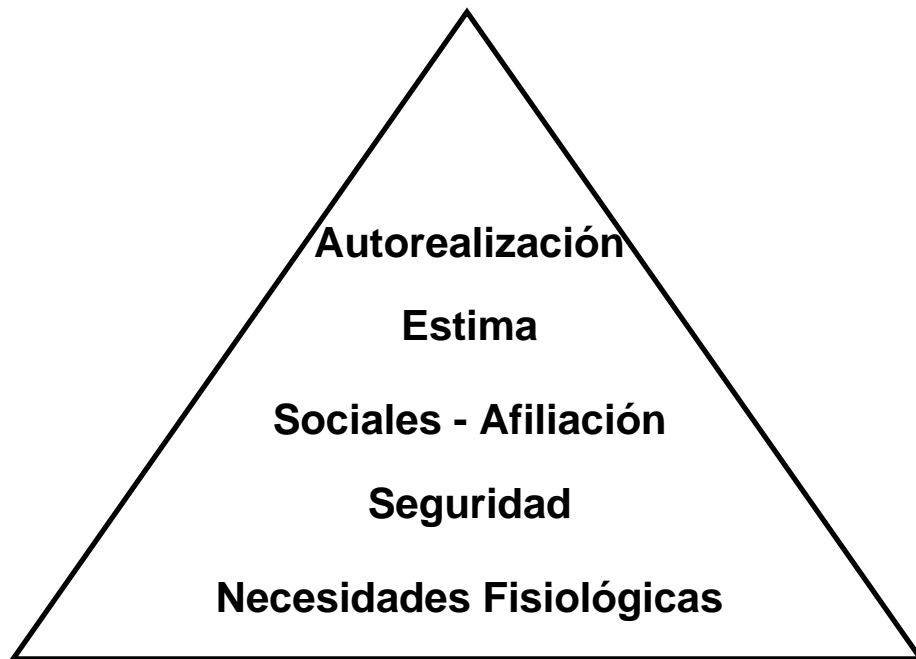 Autorealización
Estima
Sociales - Afiliación
Seguridad
Necesidades Fisiológicas